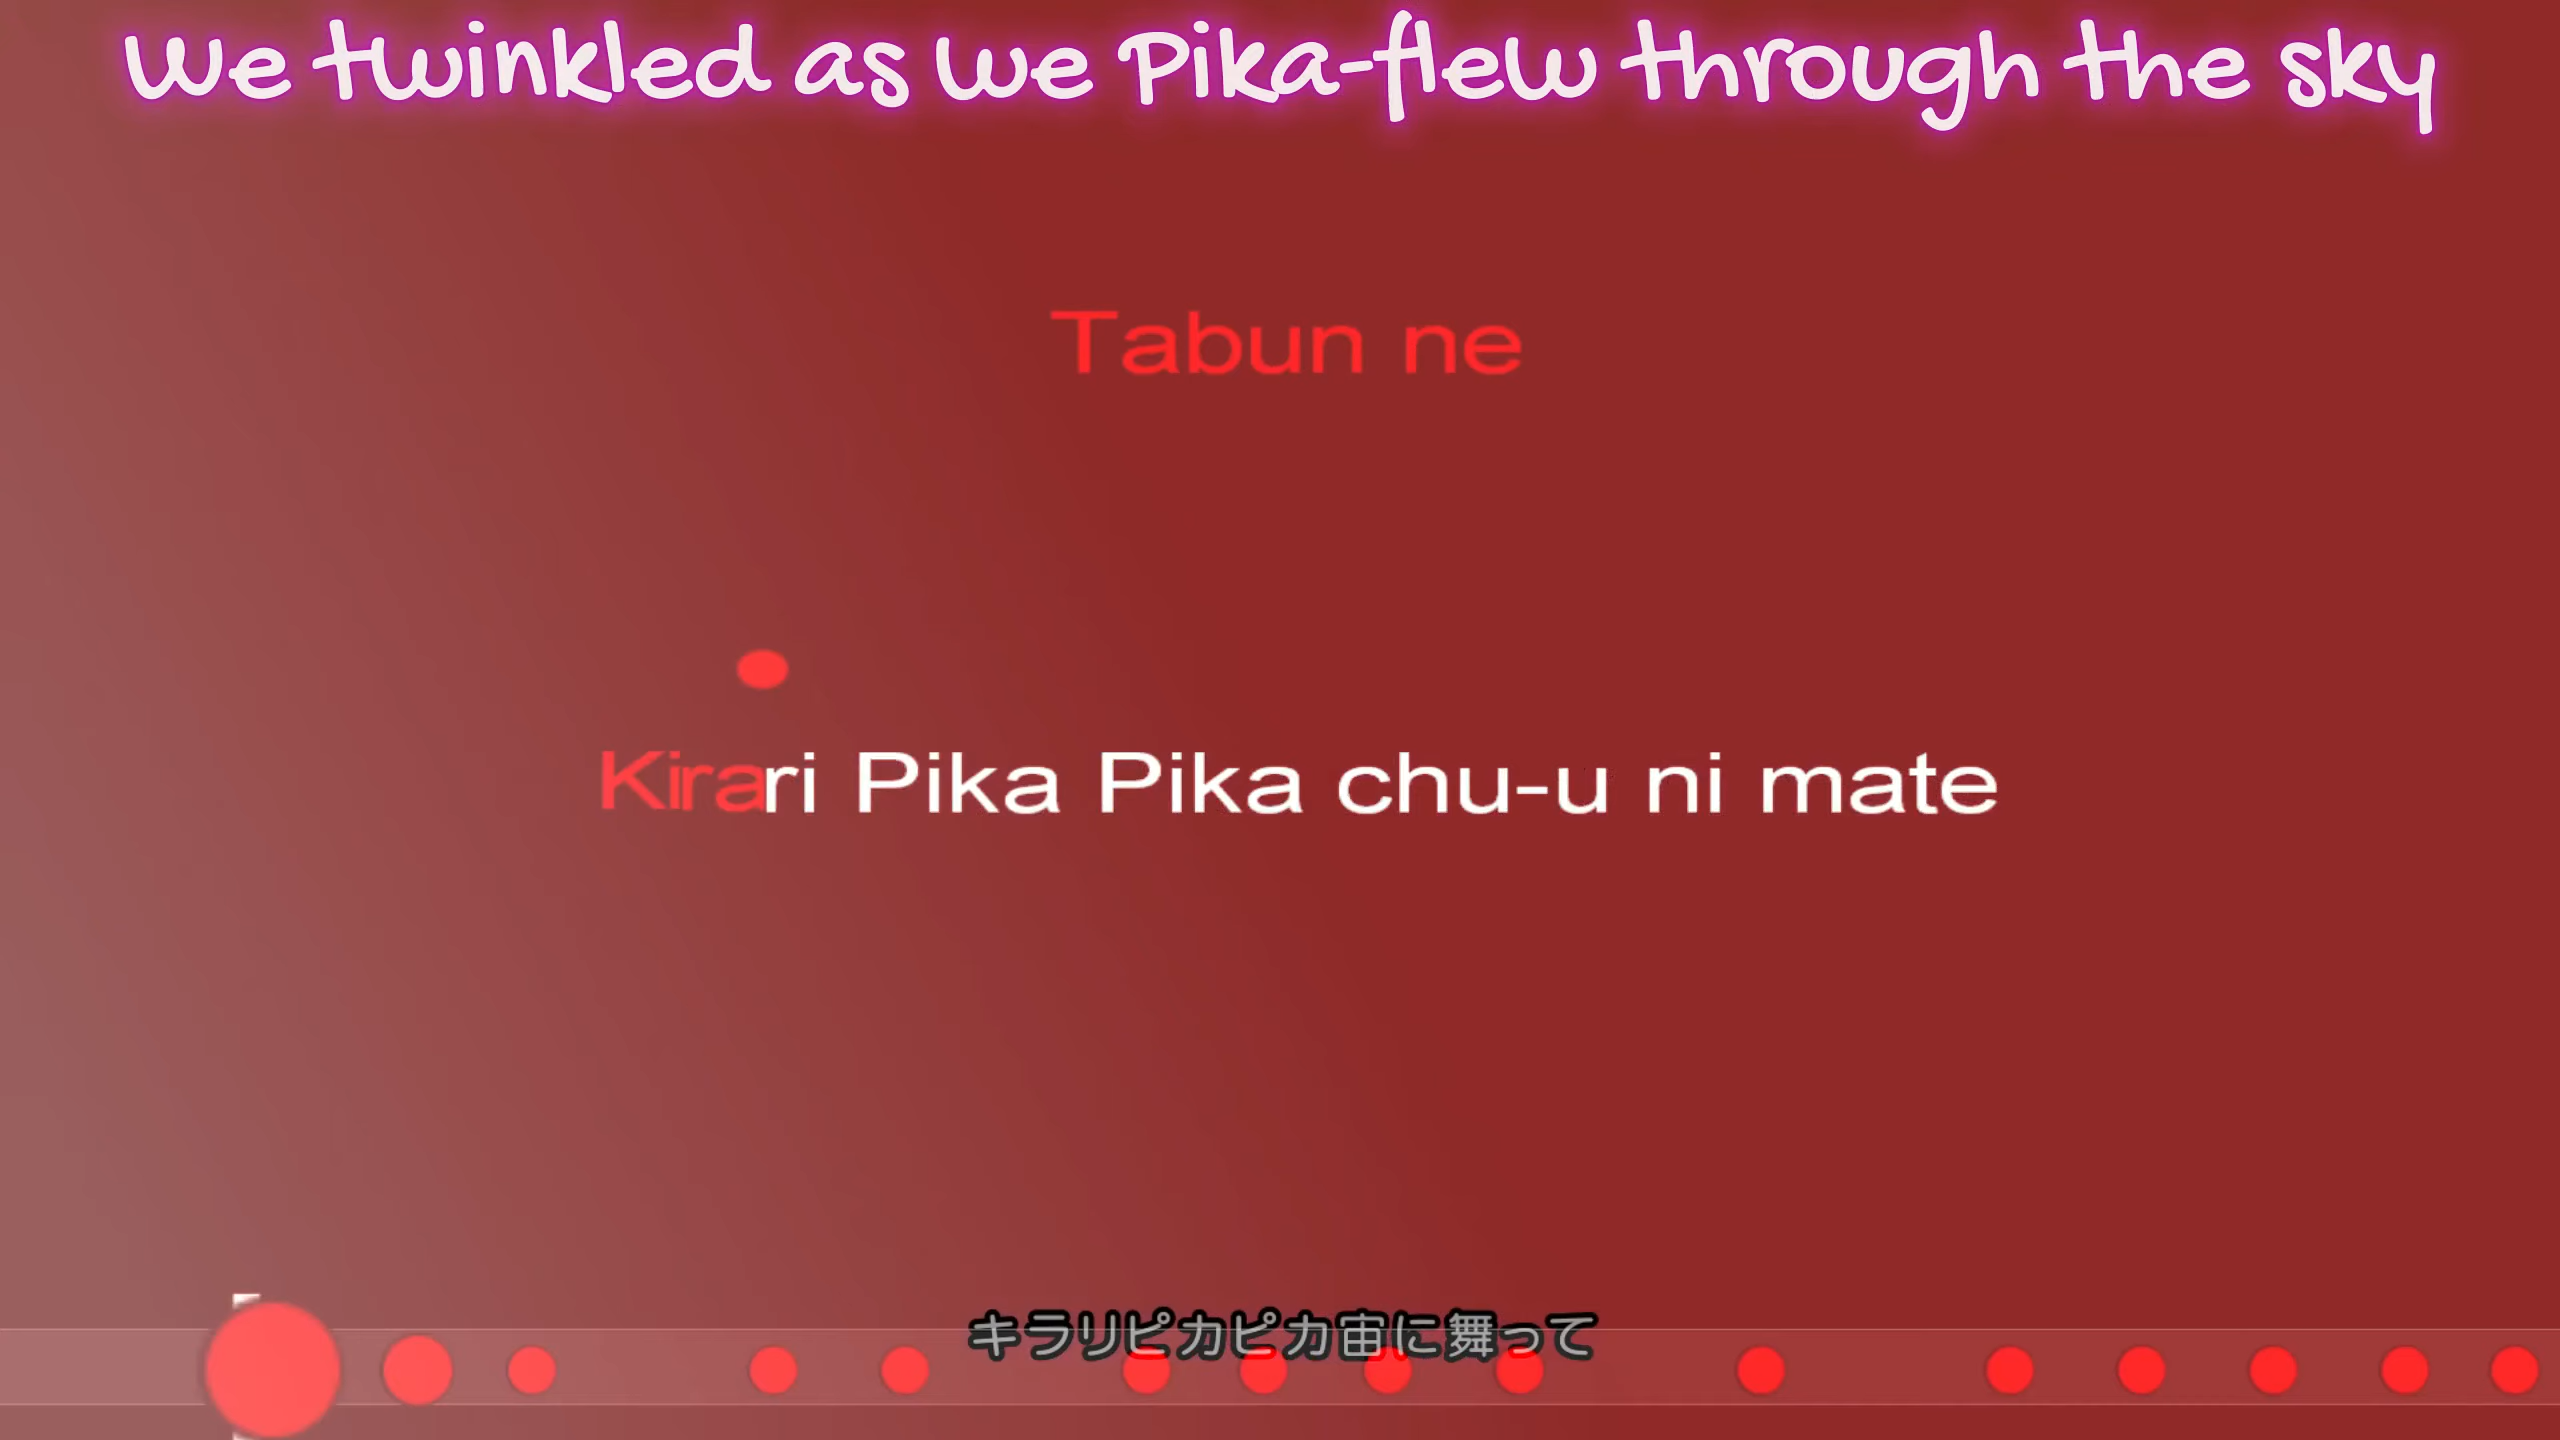 We twinkled as we Pika-flew through the sky
Tabun ne
Kirari Pika Pika chu-u ni mate
キラリピカピカ宙に舞って